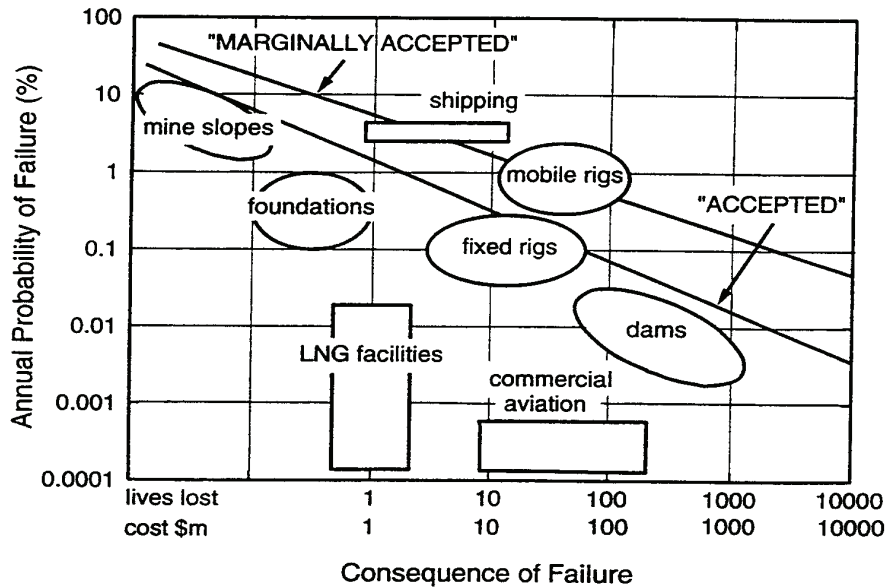 Annual Probability of Failure (%)
100
10
1
0.1
0.01
0.001
0.0001
"MARGINALLY ACCEPTED"
shipping
mine slopes
mobile rigs
foundations
"ACCEPTED"
fixed rigs
dams
LNG facilities
commercial
aviation
lives lost 1 10 100 1000 10000
cost $m 1 10 100 1000 10000
Consequence of Failure